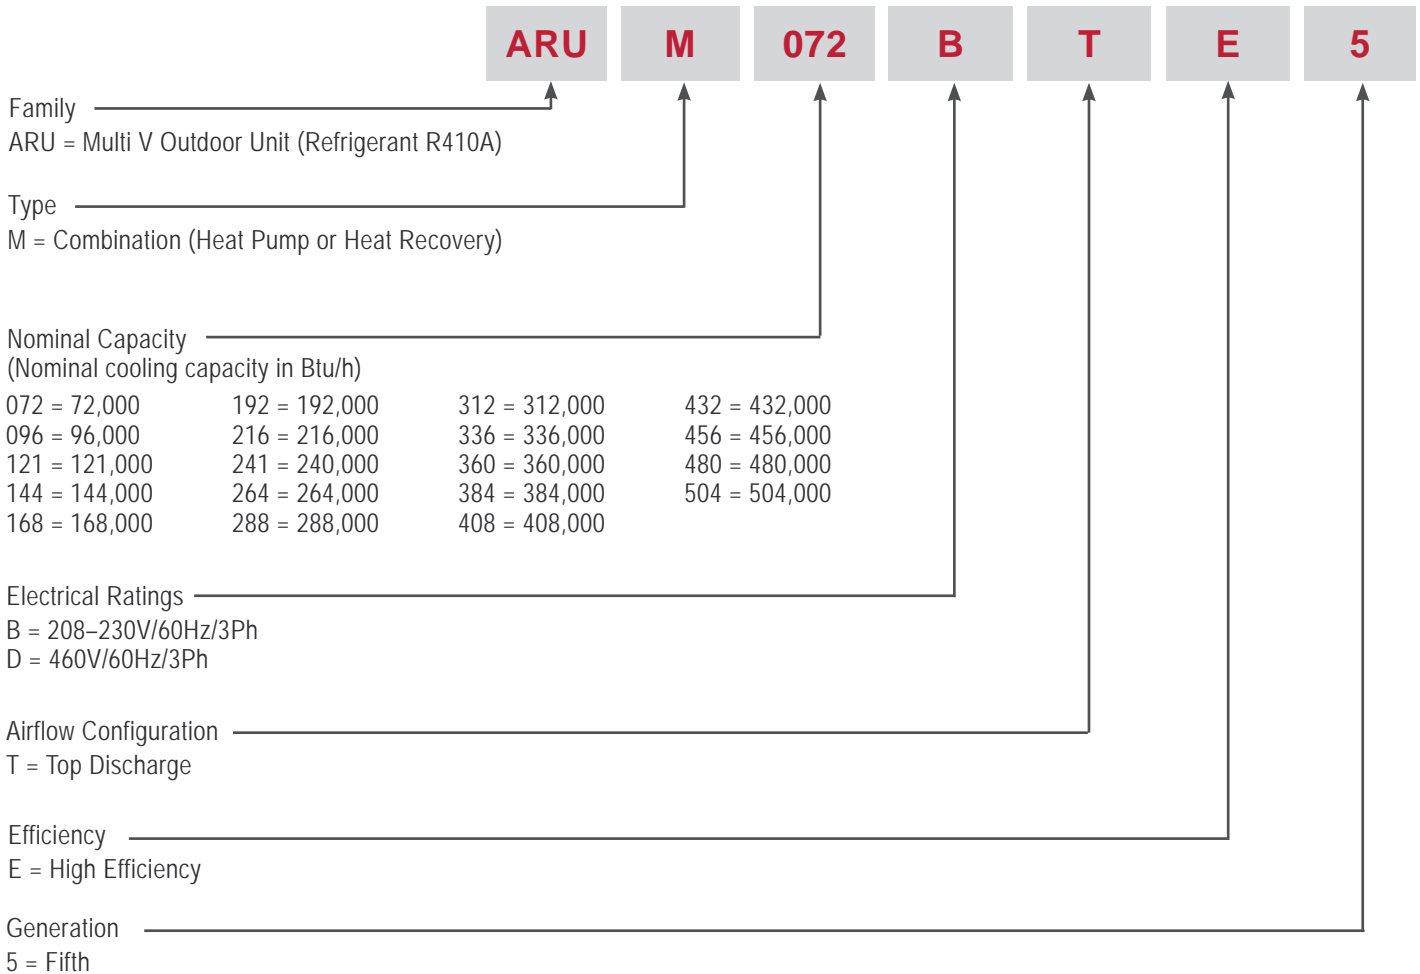 ARU M 072 B T E 5
Family
ARU = Multi V Outdoor Unit (Refrigerant R410A)
Type
M = Combination (Heat Pump or Heat Recovery)
Nominal Capacity
(Nominal cooling capacity in Btu/h)
072 = 72,000 192 = 192,000 312 = 312,000 432 = 432,000
096 = 96,000 216 = 216,000 336 = 336,000 456 = 456,000
121 = 121,000 241 = 240,000 360 = 360,000 480 = 480,000
144 = 144,000 264 = 264,000 384 = 384,000 504 = 504,000
168 = 168,000 288 = 288,000 408 = 408,000
Electrical Ratings
B = 208–230V/60Hz/3Ph
D = 460V/60Hz/3Ph
Airflow Configuration
T = Top Discharge
Efficiency
E = High Efficiency
Generation
5 = Fifth